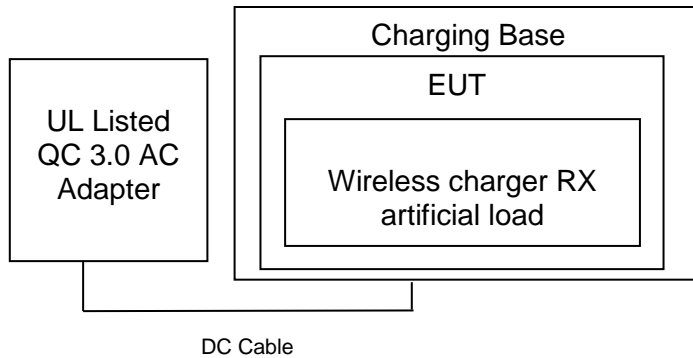 Charging Base
EUT
UL Listed
QC 3.0 AC
Adapter
Wireless charger RX
artificial load
DC Cable